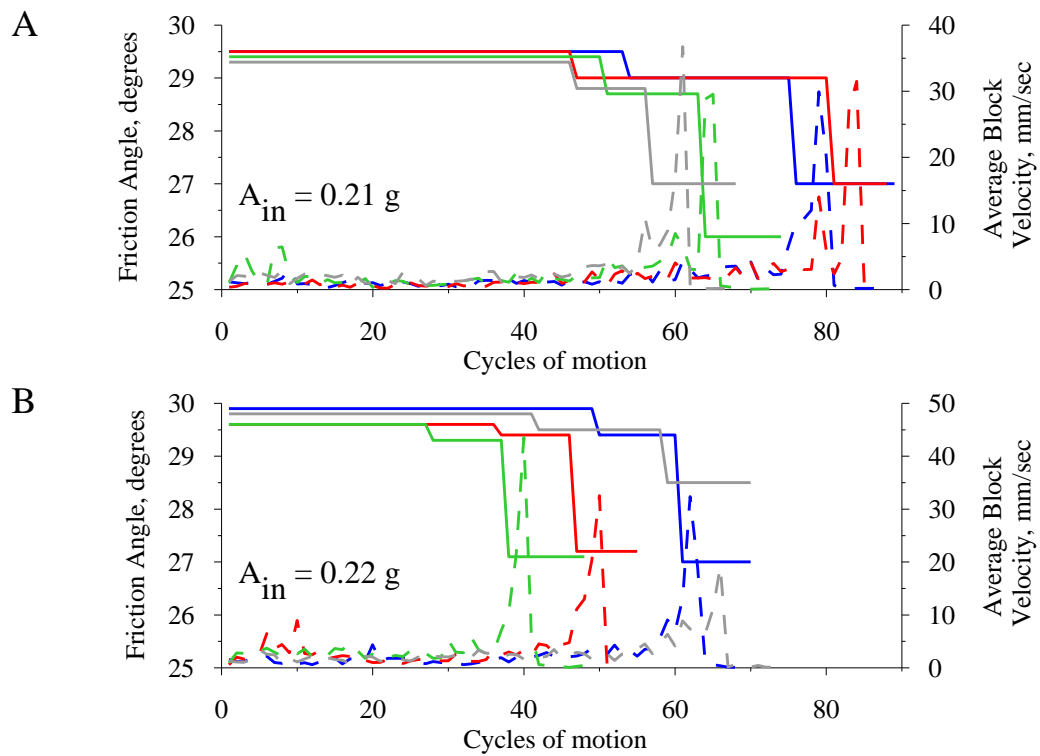 A
30
29
28
27
26
25
Friction Angle, degrees
A_in = 0.21 g
40
30
20
10
0
Average Block
Velocity, mm/sec
0
20
40
60
80
Cycles of motion
B
30
29
28
27
26
25
Friction Angle, degrees
A_in = 0.22 g
50
40
30
20
10
0
Average Block
Velocity, mm/sec
0
20
40
60
80
Cycles of motion